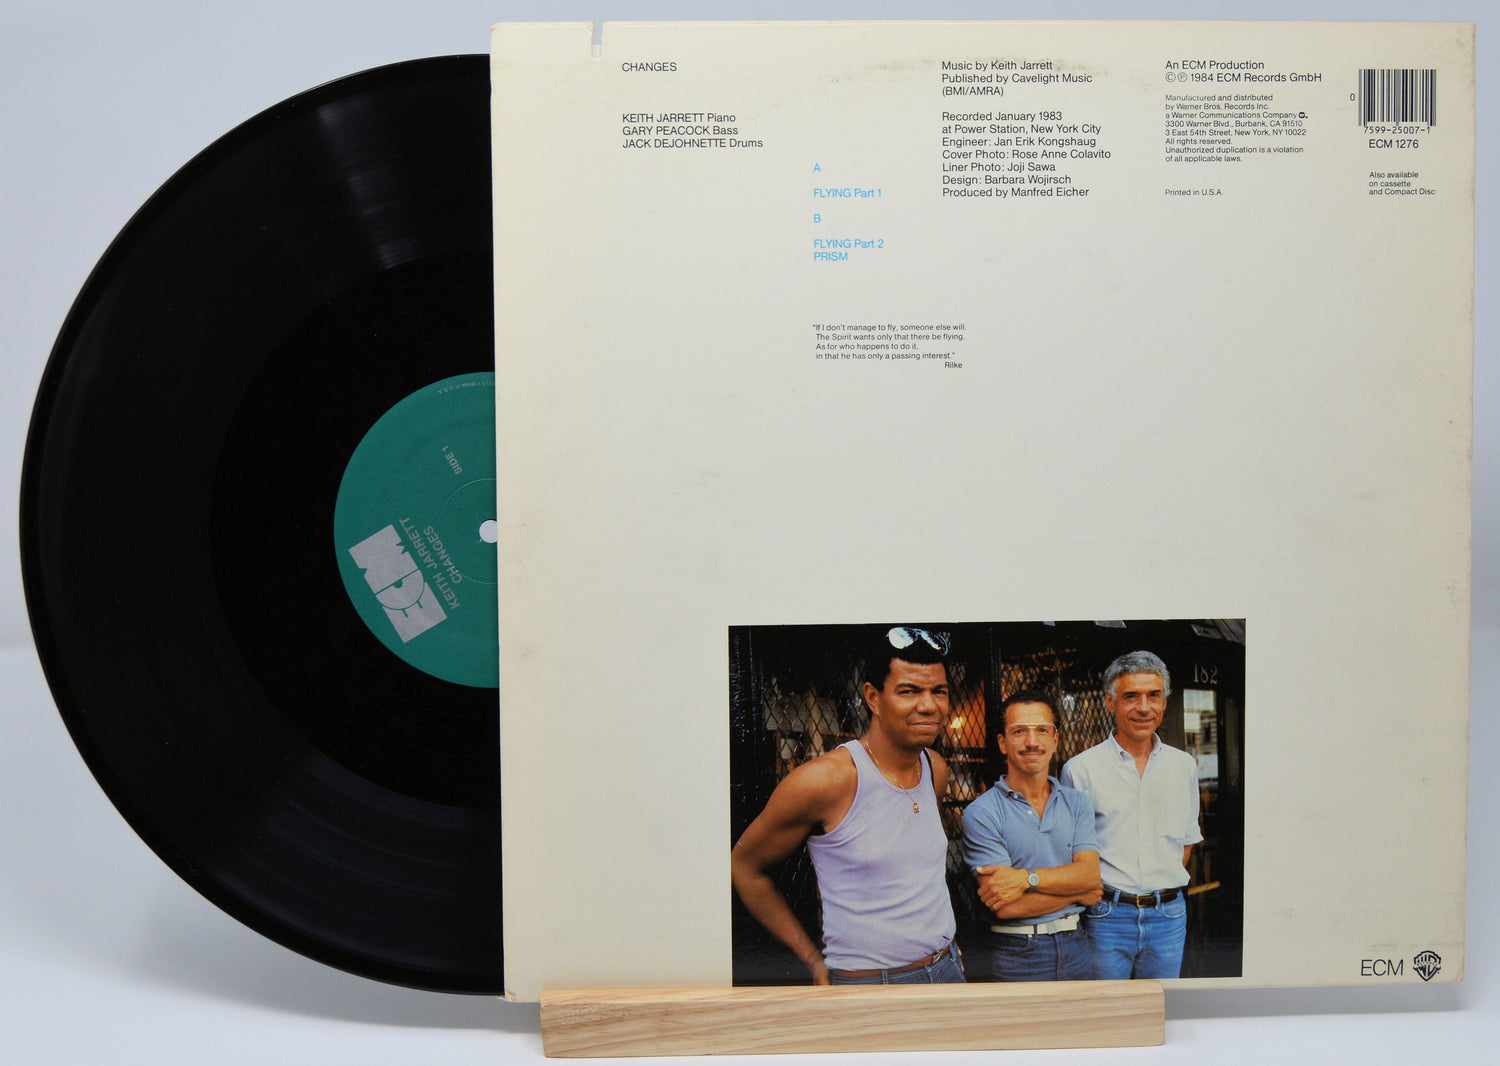 CHANGES
KEITH JARRETT Piano
GARY PEACOCK Bass
JACK DEJOHNETTE Drums
A
FLYING Part 1
B
FLYING Part 2
PRISM
"If I don't manage to fly, someone else will.
The Spirit wants only that there be flying.
As for who happens to do it,
in that he has only a passing interest."
Rilke
Music by Keith Jarrett
Published by Cavelight Music
(BMI/AMRA)
Recorded January 1983
at Power Station, New York City
Engineer: Jan Erik Kongshaug
Cover Photo: Rose Anne Colavito
Liner Photo: Joji Sawa
Design: Barbara Wojirsch
Produced by Manfred Eicher
An ECM Production
© ℗ 1984 ECM Records GmbH
Manufactured and distributed
by Warner Bros. Records Inc.
a Warner Communications Company
3300 Warner Blvd., Burbank, CA 91510
3 East 54th Street, New York, NY 10022
All rights reserved.
Unauthorized duplication is a violation
of all applicable laws.
Printed in U.S.A.
0
7599-25007-1
ECM 1276
Also available
on cassette
and Compact Disc
Made in U.S.A.
SIDE 1
ECM
KEITH JARRETT
CHANGES
182
ECM